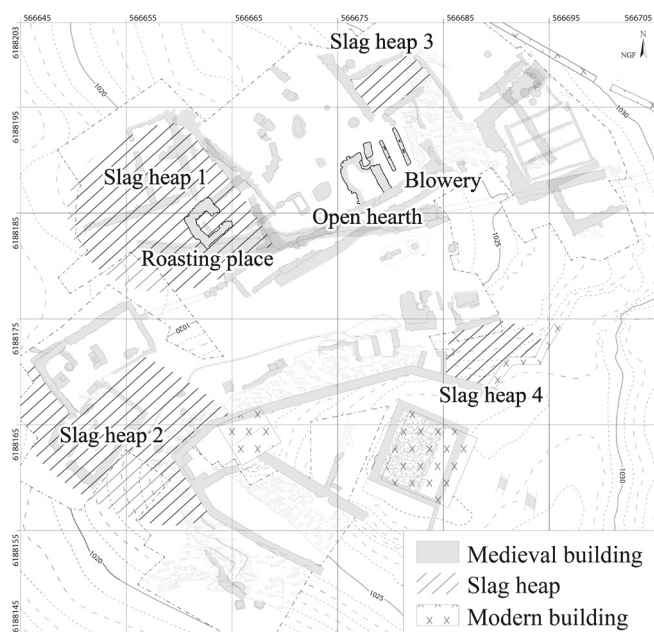 566645 566655 566665 566675 566685 566695 566705
6188203
Slag heap 3
NGF
N
1020
1030
6188195
Slag heap 1
Blowery
6188185
Open hearth
Roasting place
1025
6188175
1020
Slag heap 4
Slag heap 2
6188165
1030
6188155
Medieval building
1020
Slag heap
1025
6188145
Modern building